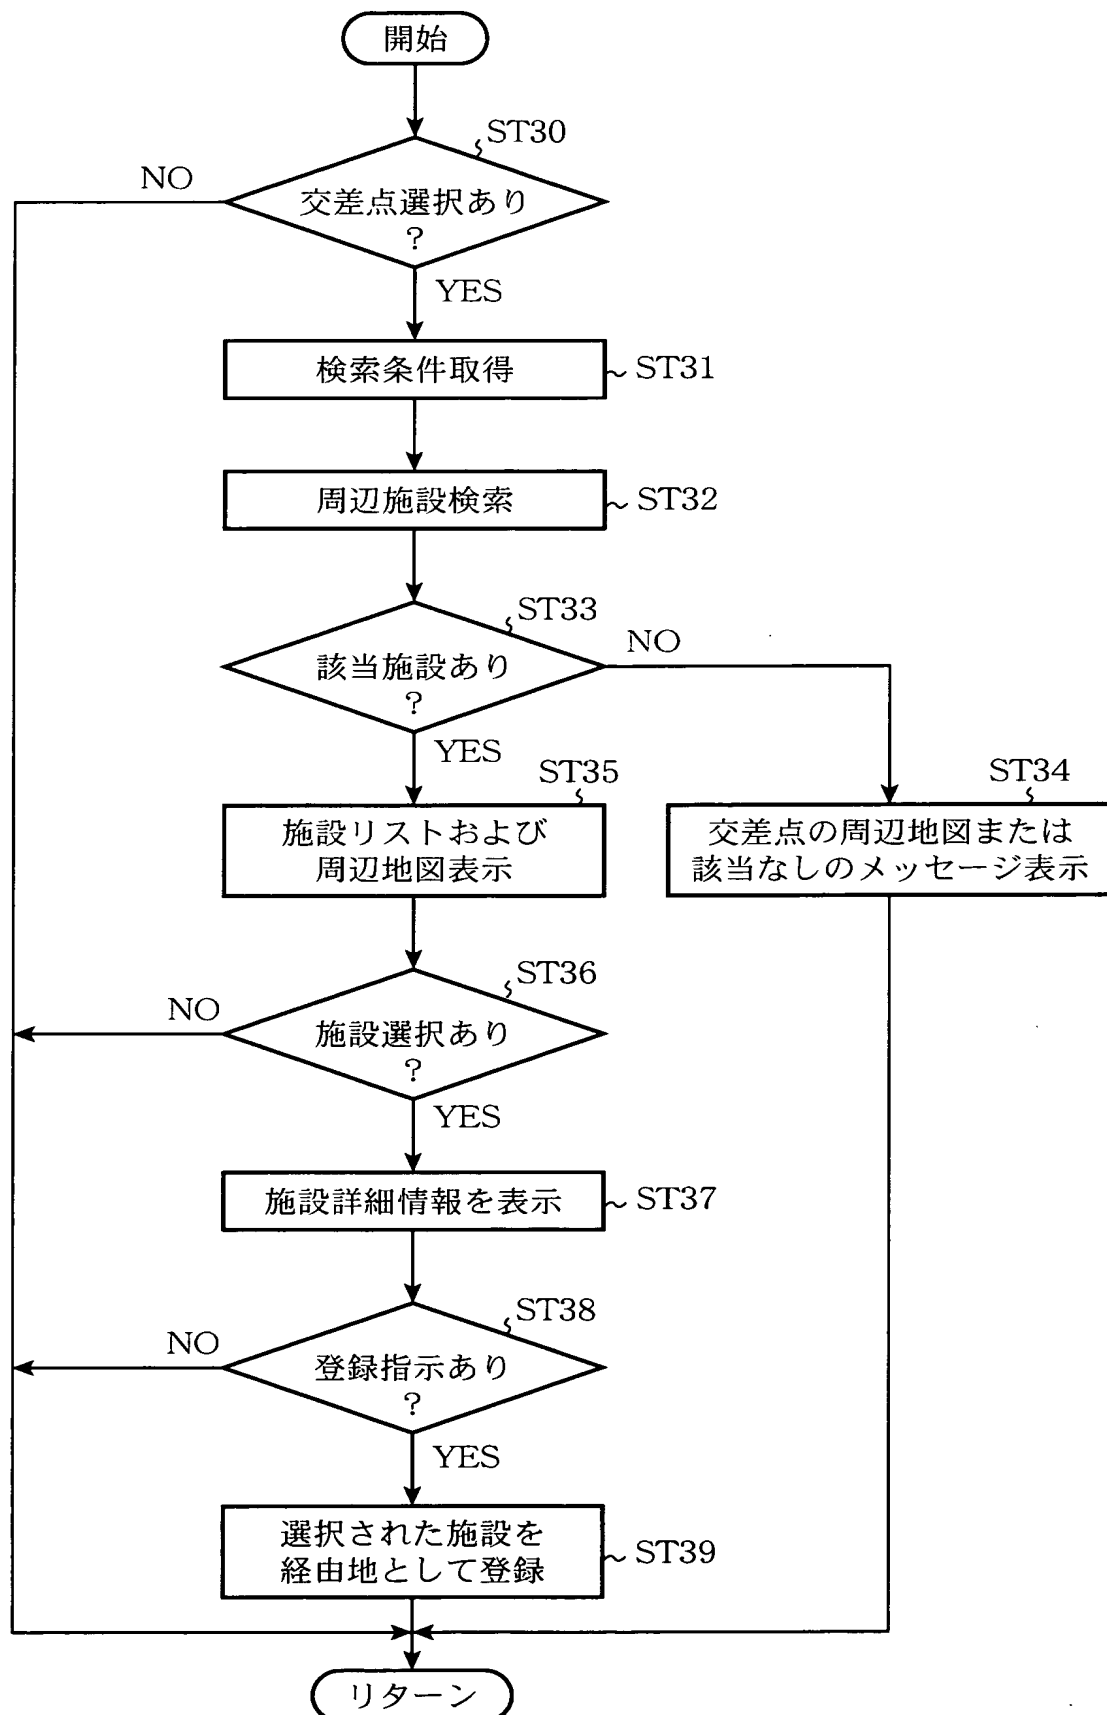 開始
ST30
NO
交差点選択あり
?
YES
検索条件取得
ST31
周辺施設検索
ST32
ST33
NO
該当施設あり
?
YES
ST35
施設リストおよび
周辺地図表示
ST34
交差点の周辺地図または
該当なしのメッセージ表示
ST36
NO
施設選択あり
?
YES
施設詳細情報を表示
ST37
ST38
NO
登録指示あり
?
YES
選択された施設を
経由地として登録
ST39
リターン